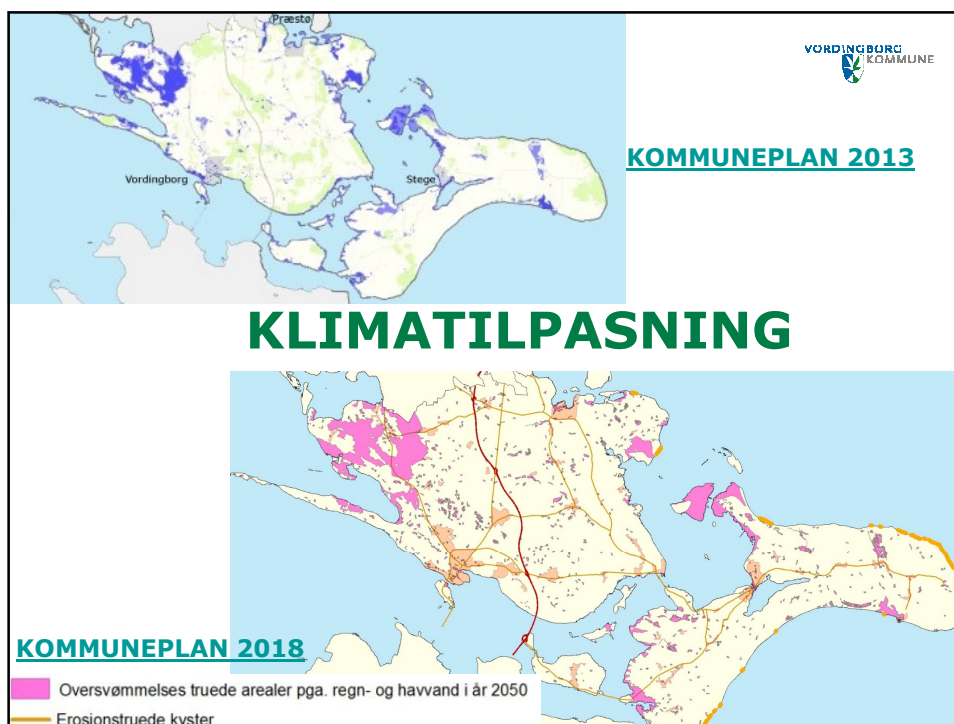 Præstø
VORDINGBORG
KOMMUNE
KOMMUNEPLAN 2013
Vordingborg
Stege
KLIMATILPASNING
KOMMUNEPLAN 2018
Oversvømmelses truede arealer pga. regn- og havvand i år 2050
Erosionstruede kyster